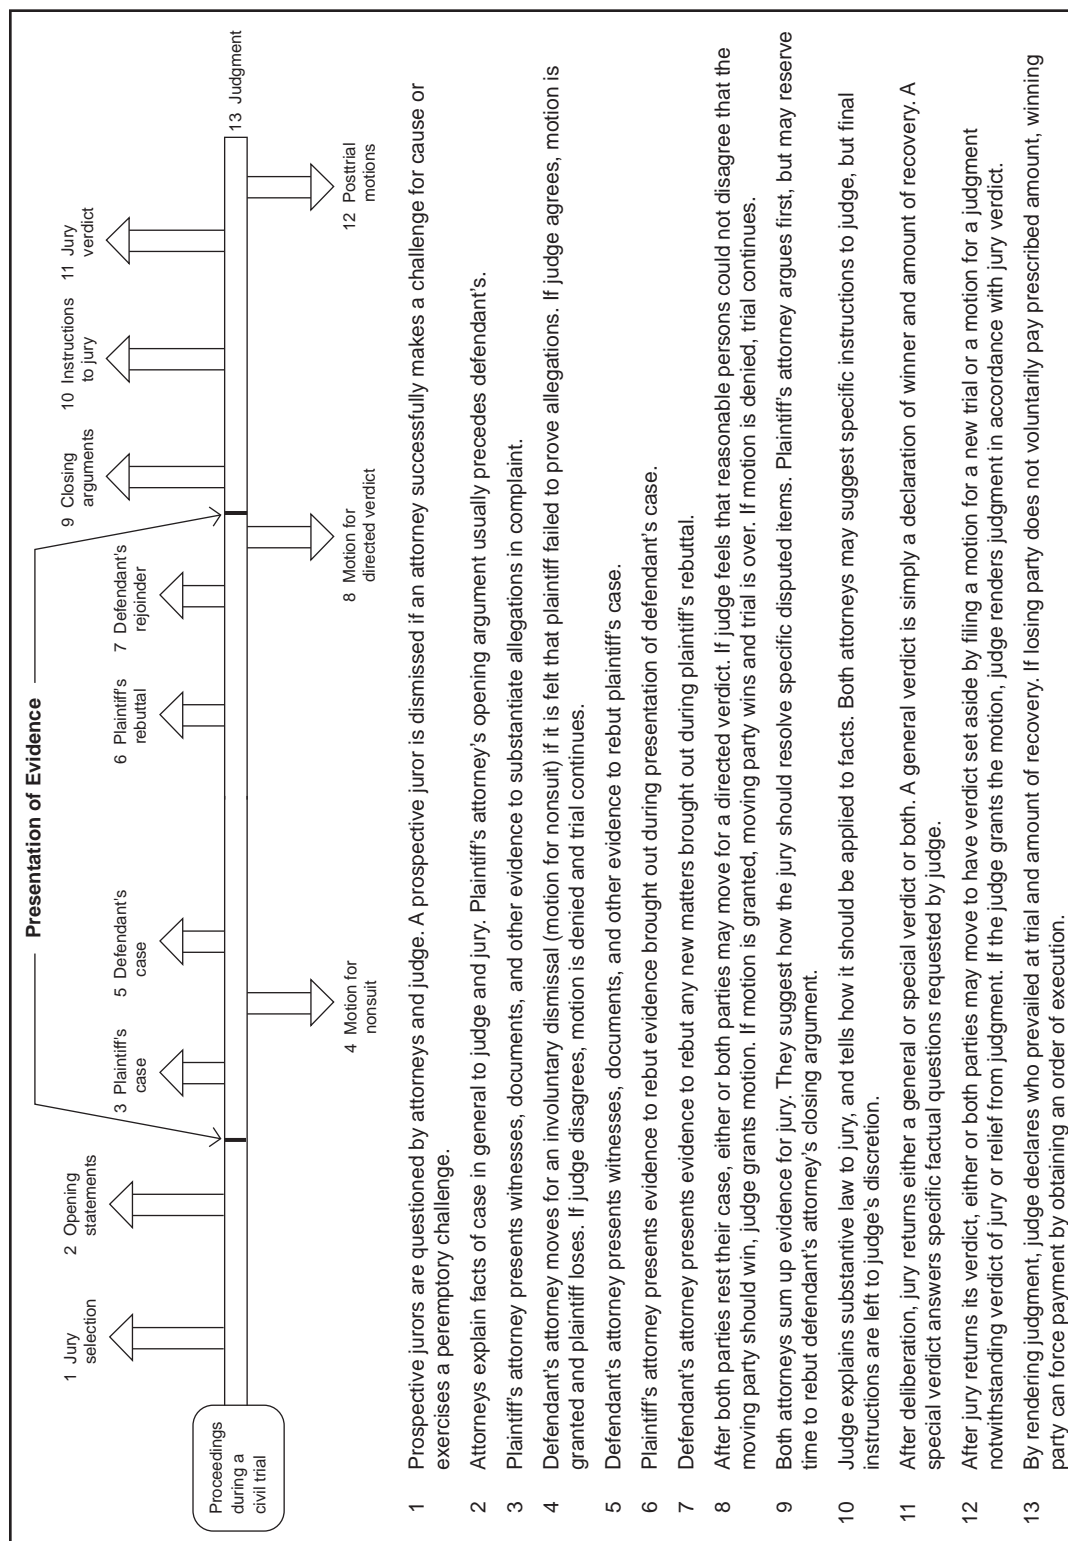 Presentation of Evidence
1 Jury
selection
2 Opening
statements
3 Plaintiff's
case
5 Defendant's
case
6 Plaintiff's
rebuttal
7 Defendant's
rejoinder
9 Closing
arguments
10 Instructions
to jury
11 Jury
verdict
Proceedings
during a
civil trial
13 Judgment
4 Motion for
nonsuit
8 Motion for
directed verdict
12 Posttrial
motions
1 Prospective jurors are questioned by attorneys and judge. A prospective juror is dismissed if an attorney successfully makes a challenge for cause or
exercises a peremptory challenge.
2 Attorneys explain facts of case in general to judge and jury. Plaintiff's attorney's opening argument usually precedes defendant's.
3 Plaintiff's attorney presents witnesses, documents, and other evidence to substantiate allegations in complaint.
4 Defendant's attorney moves for an involuntary dismissal (motion for nonsuit) if it is felt that plaintiff failed to prove allegations. If judge agrees, motion is
granted and plaintiff loses. If judge disagrees, motion is denied and trial continues.
5 Defendant's attorney presents witnesses, documents, and other evidence to rebut plaintiff's case.
6 Plaintiff's attorney presents evidence to rebut evidence brought out during presentation of defendant's case.
7 Defendant's attorney presents evidence to rebut any new matters brought out during plaintiff's rebuttal.
8 After both parties rest their case, either or both parties may move for a directed verdict. If judge feels that reasonable persons could not disagree that the
moving party should win, judge grants motion. If motion is granted, moving party wins and trial is over. If motion is denied, trial continues.
9 Both attorneys sum up evidence for jury. They suggest how the jury should resolve specific disputed items. Plaintiff's attorney argues first, but may reserve
time to rebut defendant's attorney's closing argument.
10 Judge explains substantive law to jury, and tells how it should be applied to facts. Both attorneys may suggest specific instructions to judge, but final
instructions are left to judge's discretion.
11 After deliberation, jury returns either a general or special verdict or both. A general verdict is simply a declaration of winner and amount of recovery. A
special verdict answers specific factual questions requested by judge.
12 After jury returns its verdict, either or both parties may move to have verdict set aside by filing a motion for a new trial or a motion for a judgment
notwithstanding verdict of jury or relief from judgment. If the judge grants the motion, judge renders judgment in accordance with jury verdict.
13 By rendering judgment, judge declares who prevailed at trial and amount of recovery. If losing party does not voluntarily pay prescribed amount, winning
party can force payment by obtaining an order of execution.